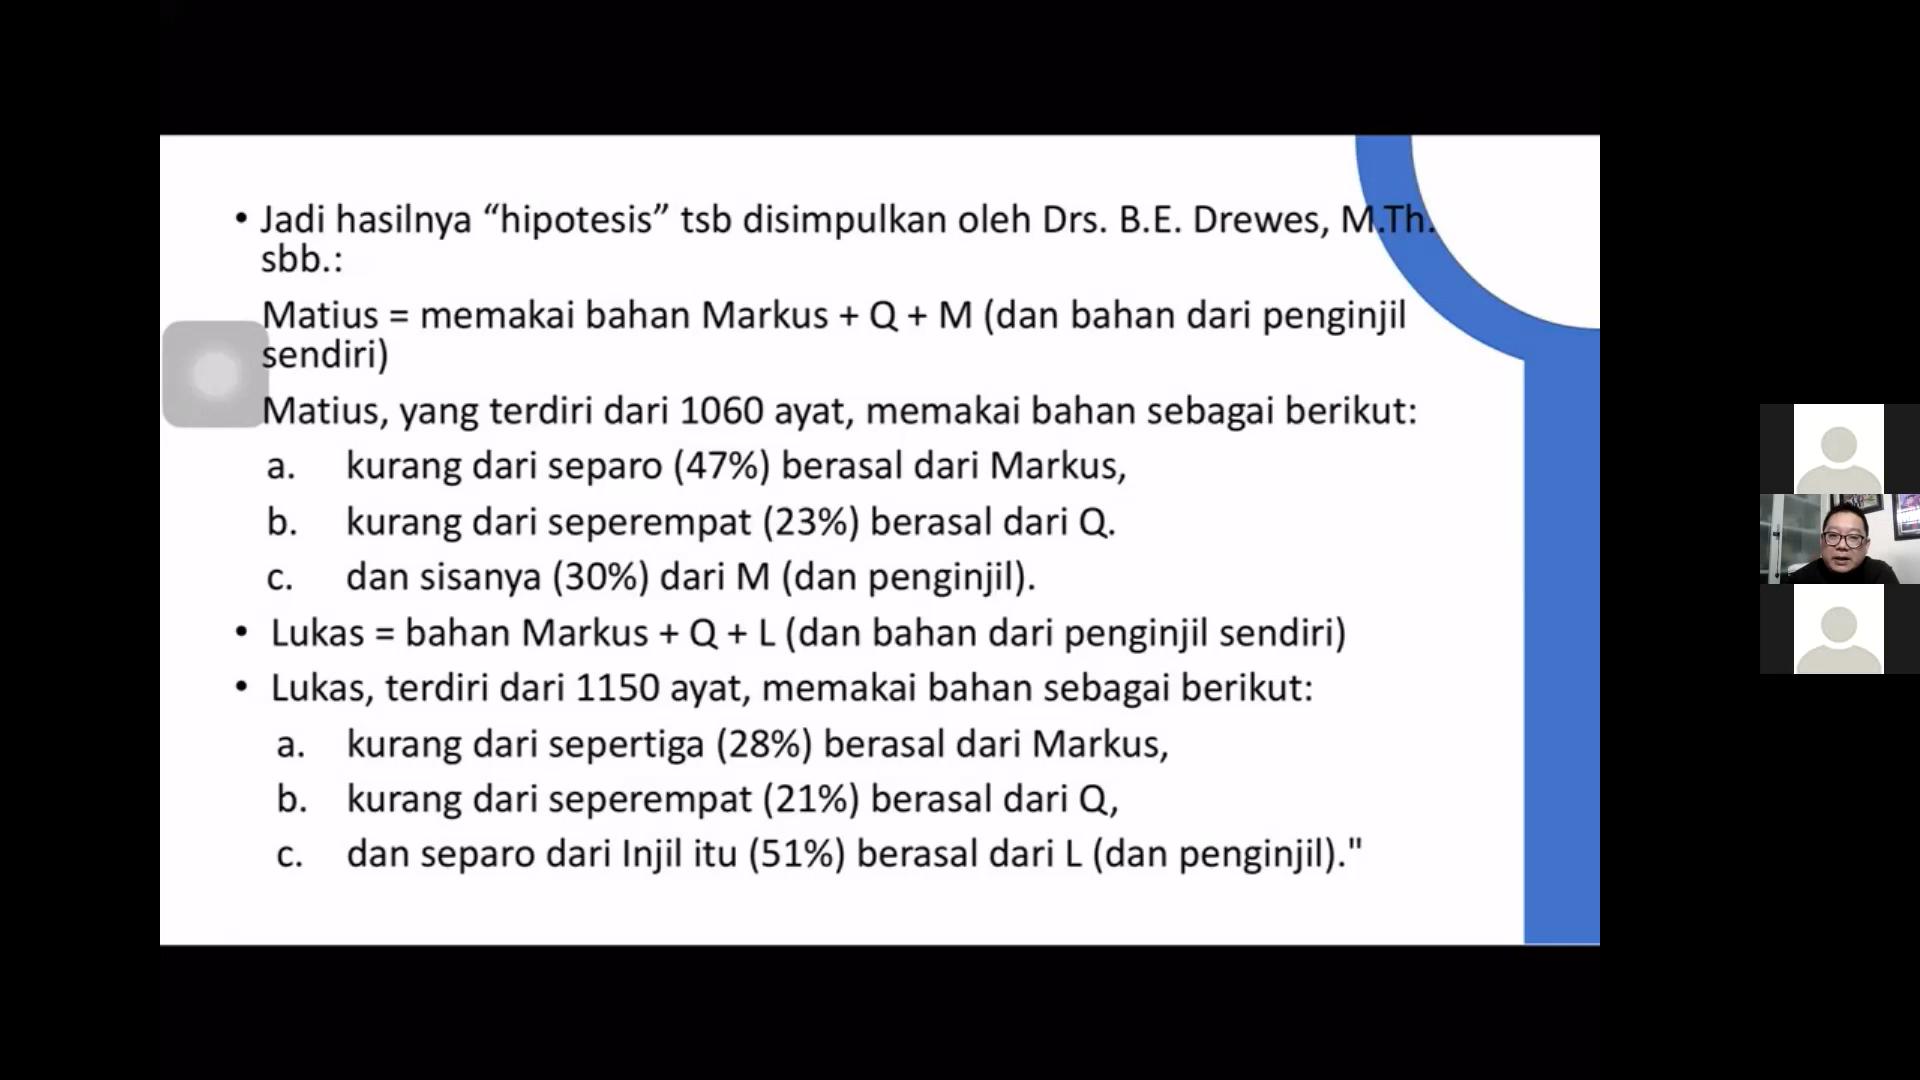 • Jadi hasilnya “hipotesis” tsb disimpulkan oleh Drs. B.E. Drewes, M.Th.
sbb.:
Matius = memakai bahan Markus + Q + M (dan bahan dari penginjil
sendiri)
Matius, yang terdiri dari 1060 ayat, memakai bahan sebagai berikut:
a. kurang dari separo (47%) berasal dari Markus,
b. kurang dari seperempat (23%) berasal dari Q.
c. dan sisanya (30%) dari M (dan penginjil).
• Lukas = bahan Markus + Q + L (dan bahan dari penginjil sendiri)
• Lukas, terdiri dari 1150 ayat, memakai bahan sebagai berikut:
a. kurang dari sepertiga (28%) berasal dari Markus,
b. kurang dari seperempat (21%) berasal dari Q,
c. dan separo dari Injil itu (51%) berasal dari L (dan penginjil)."